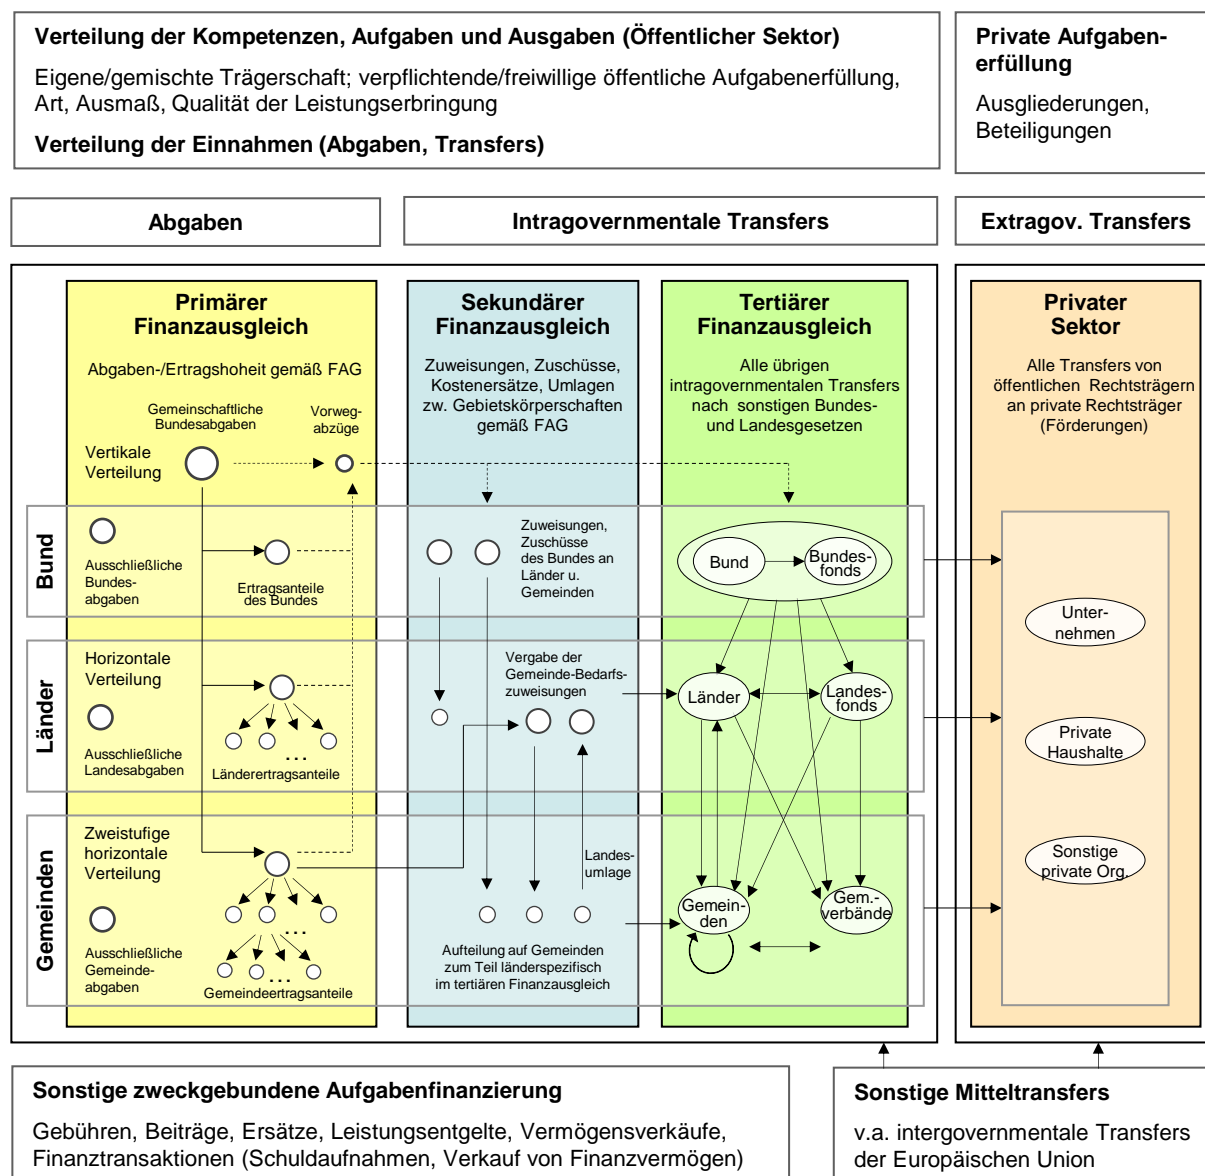 Verteilung der Kompetenzen, Aufgaben und Ausgaben (Öffentlicher Sektor)
Eigene/gemischte Trägerschaft; verpflichtende/freiwillige öffentliche Aufgabenerfüllung,
Art, Ausmaß, Qualität der Leistungserbringung
Verteilung der Einnahmen (Abgaben, Transfers)
Private Aufgaben-
erfüllung
Ausgliederungen,
Beteiligungen
Abgaben
Intragovernmentale Transfers
Extragov. Transfers
Primärer
Finanzausgleich
Abgaben-/Ertragshoheit gemäß FAG
Gemeinschaftliche
Bundesabgaben
Vorweg-
abzüge
Vertikale
Verteilung
Sekundärer
Finanzausgleich
Zuweisungen, Zuschüsse,
Kostenersätze, Umlagen
zw. Gebietskörperschaften
gemäß FAG
Tertiärer
Finanzausgleich
Alle übrigen
intragovernmentalen Transfers
nach sonstigen Bundes-
und Landesgesetzen
Privater
Sektor
Alle Transfers von
öffentlichen Rechtsträgern
an private Rechtsträger
(Förderungen)
Bund
Ausschließliche
Bundes-
abgaben
Ertragsanteile
des Bundes
Zuweisungen,
Zuschüsse
des Bundes an
Länder u.
Gemeinden
Bund
Bundes-
fonds
Unter-
nehmen
Länder
Horizontale
Verteilung
Ausschließliche
Landesabgaben
...
Länderertragsanteile
Vergabe der
Gemeinde-Bedarfs-
zuweisungen
Länder
Landes-
fonds
Private
Haushalte
Gemeinden
Zweistufige
horizontale
Verteilung
Ausschließliche
Gemeinde-
abgaben
...
...
Gemeindeertragsanteile
Landes-
umlage
Aufteilung auf Gemeinden
zum Teil länderspezifisch
im tertiären Finanzausgleich
Gemein-
den
Gem.-
verbände
Sonstige
private Org.
Sonstige zweckgebundene Aufgabenfinanzierung
Gebühren, Beiträge, Ersätze, Leistungsentgelte, Vermögensverkäufe,
Finanztransaktionen (Schuldaufnahmen, Verkauf von Finanzvermögen)
Sonstige Mitteltransfers
v.a. intergovernmentale Transfers
der Europäischen Union